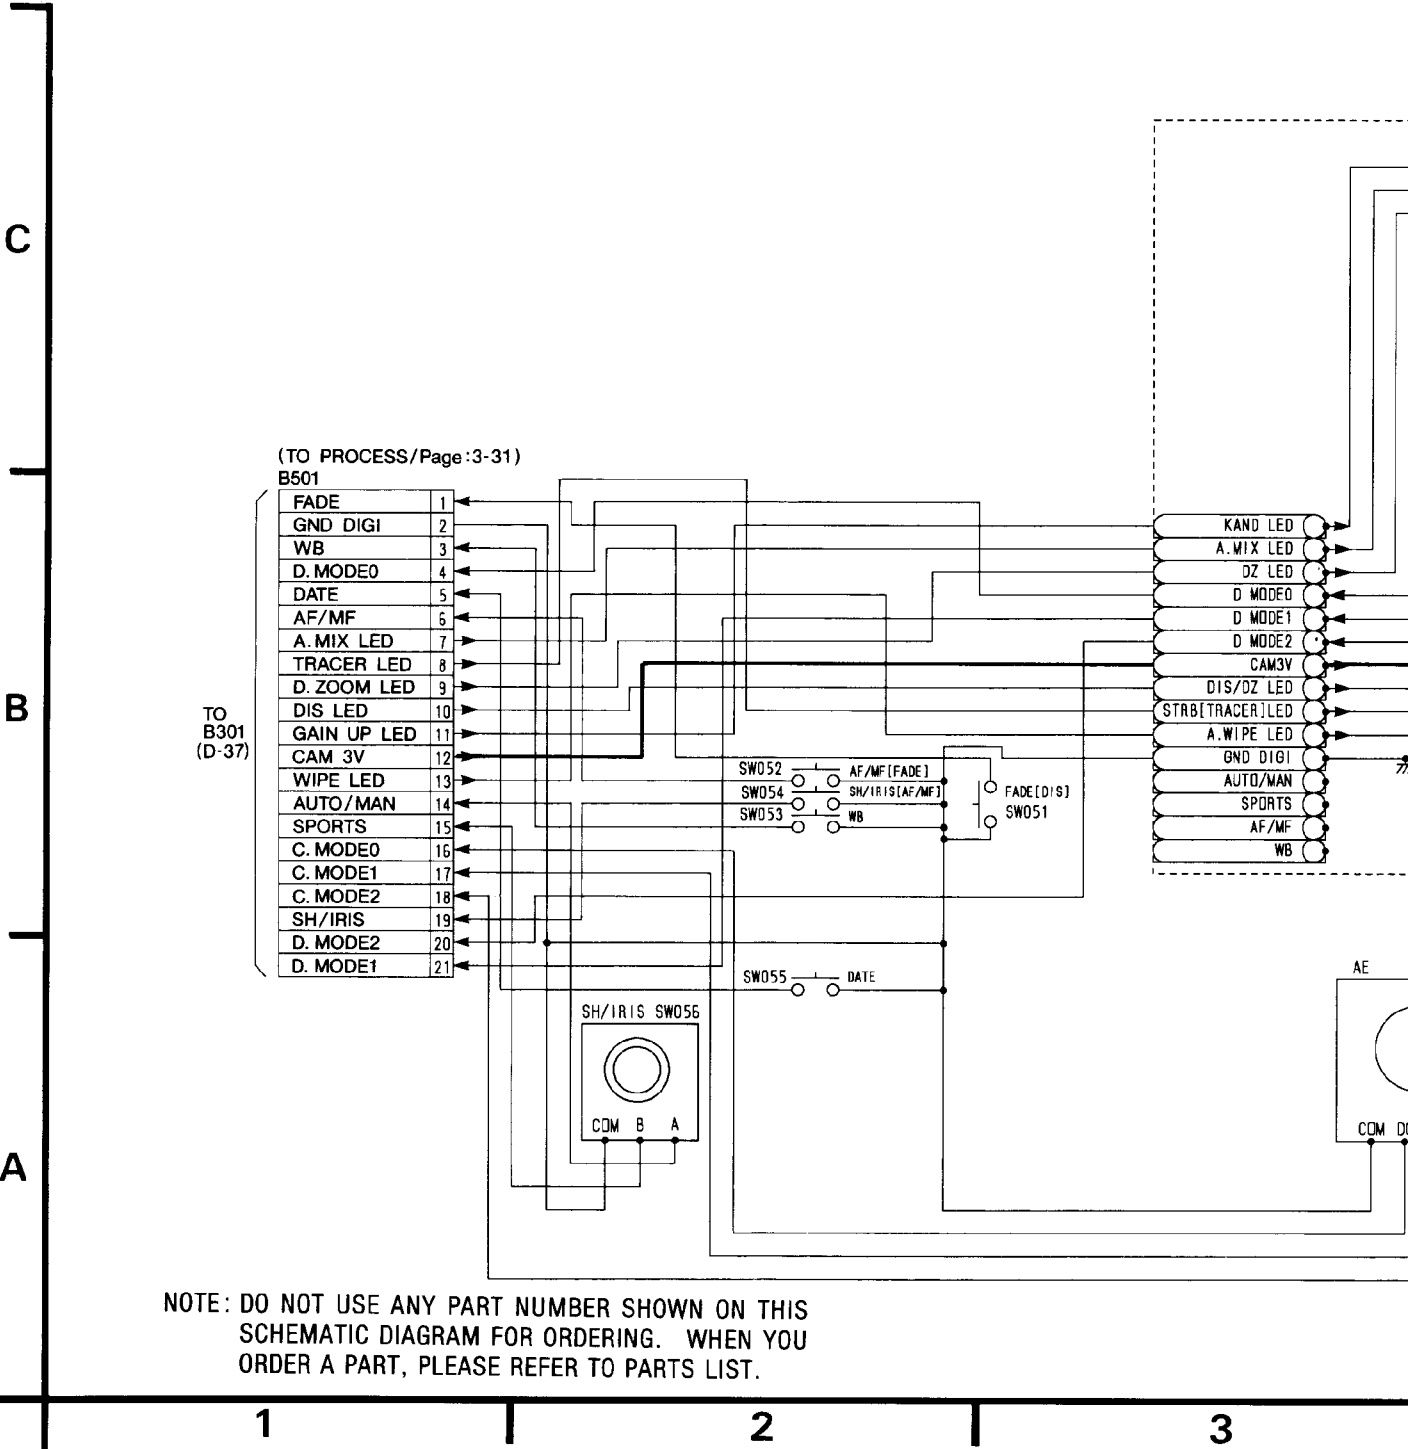 C
B
A
(TO PROCESS/Page:3-31)
B501
FADE 1
GND DIGI 2
WB 3
D.MODE0 4
DATE 5
AF/MF 6
A.MIX LED 7
TRACER LED 8
D.ZOOM LED 9
DIS LED 10
GAIN UP LED 11
CAM 3V 12
WIPE LED 13
AUTO/MAN 14
SPORTS 15
C.MODE0 16
C.MODE1 17
C.MODE2 18
SH/IRIS 19
D.MODE2 20
D.MODE1 21
TO
B301
(D-37)
SW052 AF/MF[FADE]
SW054 SH/IRIS[AF/MF]
SW053 WB
FADE[DIS]
SW051
SW055 DATE
KAND LED
A.MIX LED
DZ LED
D MODE0
D MODE1
D MODE2
CAM3V
DIS/DZ LED
STRB[TRACER]LED
A.WIPE LED
GND DIGI
AUTO/MAN
SPORTS
AF/MF
WB
SH/IRIS SW056
COM B A
AE
COM
NOTE: DO NOT USE ANY PART NUMBER SHOWN ON THIS
SCHEMATIC DIAGRAM FOR ORDERING. WHEN YOU
ORDER A PART, PLEASE REFER TO PARTS LIST.
1 2 3